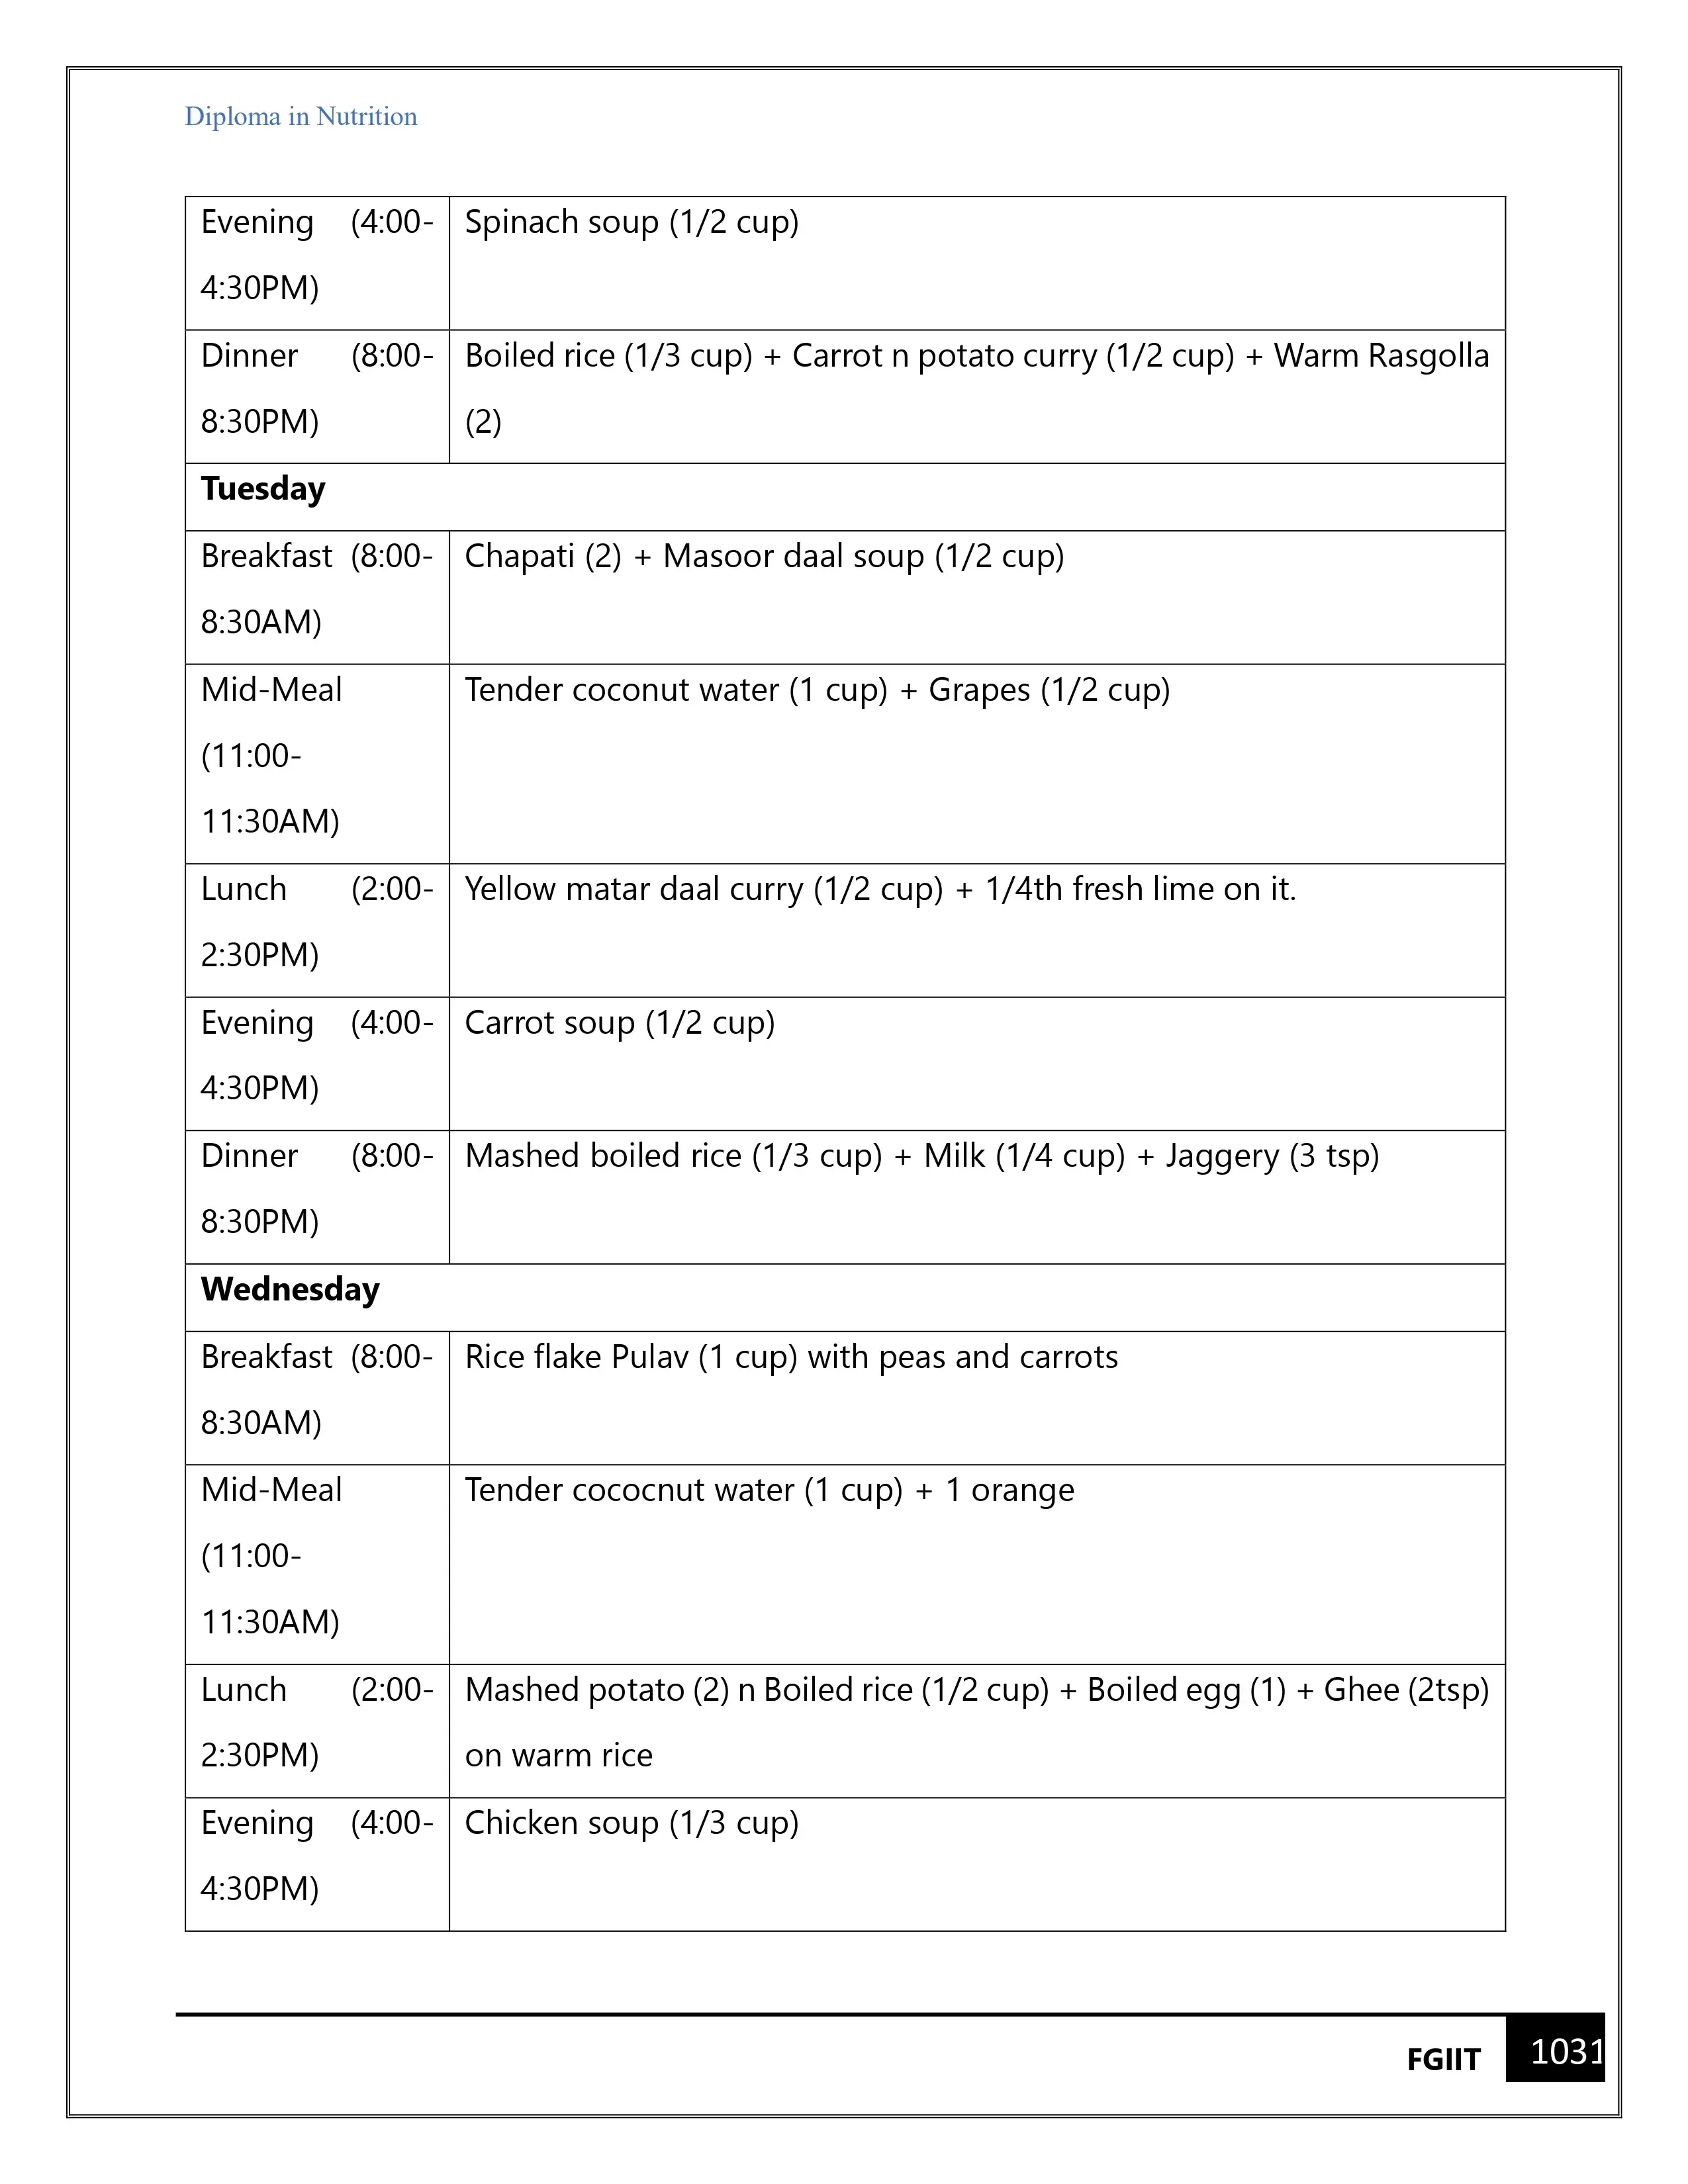 Diploma in Nutrition
Evening (4:00-
4:30PM)
Spinach soup (1/2 cup)
Dinner (8:00-
8:30PM)
Boiled rice (1/3 cup) + Carrot n potato curry (1/2 cup) + Warm Rasgolla
(2)
Tuesday
Breakfast (8:00-
8:30AM)
Chapati (2) + Masoor daal soup (1/2 cup)
Mid-Meal
(11:00-
11:30AM)
Tender coconut water (1 cup) + Grapes (1/2 cup)
Lunch (2:00-
2:30PM)
Yellow matar daal curry (1/2 cup) + 1/4th fresh lime on it.
Evening (4:00-
4:30PM)
Carrot soup (1/2 cup)
Dinner (8:00-
8:30PM)
Mashed boiled rice (1/3 cup) + Milk (1/4 cup) + Jaggery (3 tsp)
Wednesday
Breakfast (8:00-
8:30AM)
Rice flake Pulav (1 cup) with peas and carrots
Mid-Meal
(11:00-
11:30AM)
Tender cococnut water (1 cup) + 1 orange
Lunch (2:00-
2:30PM)
Mashed potato (2) n Boiled rice (1/2 cup) + Boiled egg (1) + Ghee (2tsp)
on warm rice
Evening (4:00-
4:30PM)
Chicken soup (1/3 cup)
FGIIT
1031